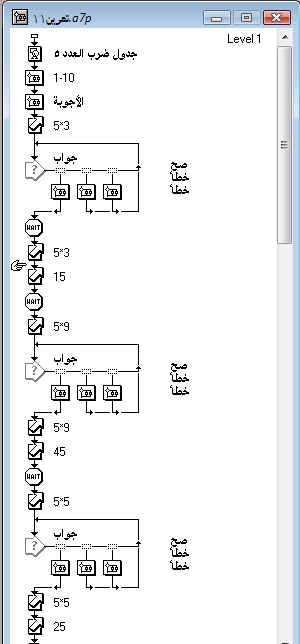 تمرين١١.a7p
Level 1
جدول ضرب العدد ٥
1-10
الأجوبة
5*3
جواب
صح
خطأ
خطأ
WAIT
5*3
15
WAIT
5*9
جواب
صح
خطأ
خطأ
5*9
45
WAIT
5*5
جواب
صح
خطأ
خطأ
5*5
25